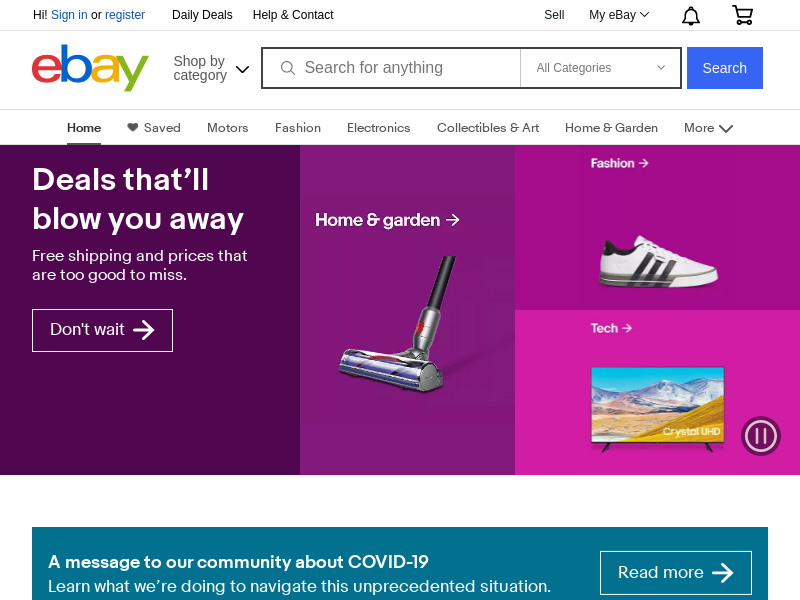 Hi! Sign in or register
Daily Deals
Help & Contact
Sell
My eBay
ebay
Shop by
category
Search for anything
All Categories
Search
Home
Saved
Motors
Fashion
Electronics
Collectibles & Art
Home & Garden
More
Deals that'll
blow you away
Free shipping and prices that
are too good to miss.
Don't wait
Home & garden
Fashion
Tech
Crystal UHD
A message to our community about COVID-19
Learn what we're doing to navigate this unprecedented situation.
Read more